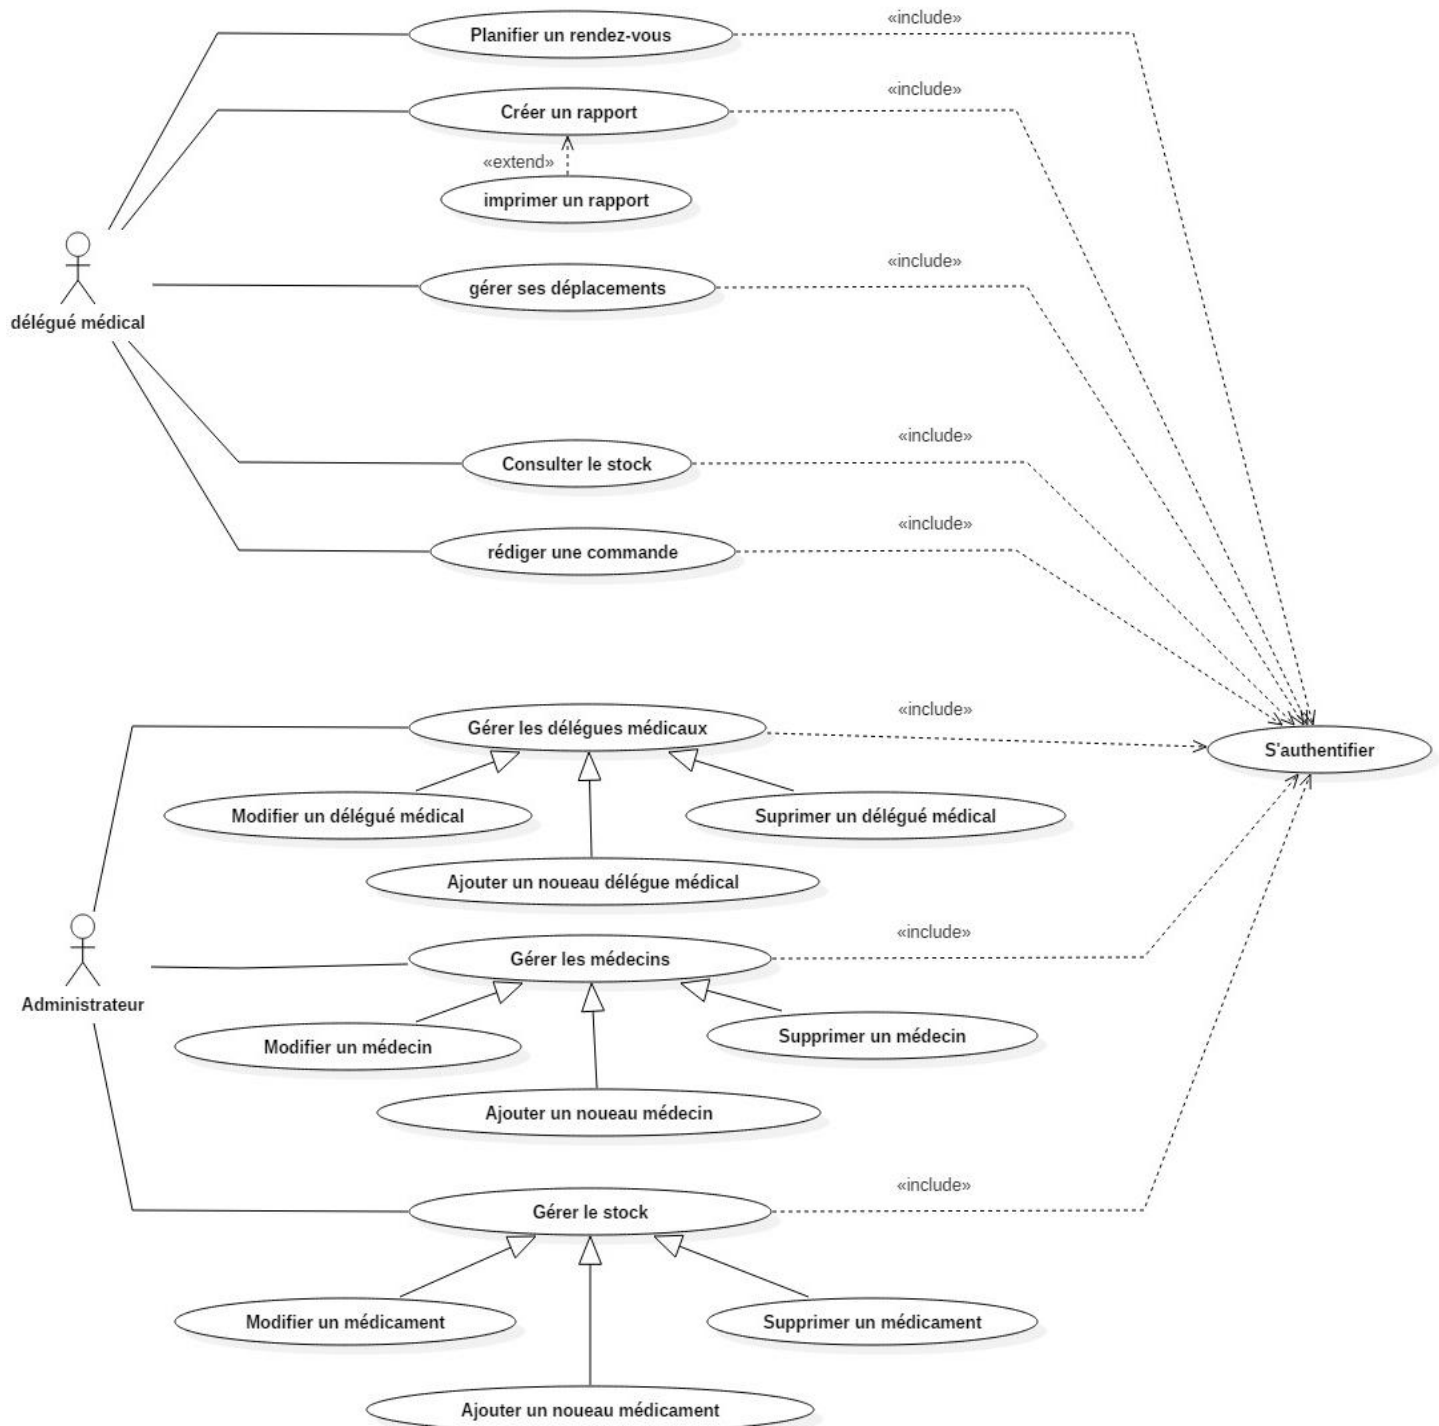 «include»
Planifier un rendez-vous
«include»
Créer un rapport
«extend»
imprimer un rapport
«include»
gérer ses déplacements
délégué médical
«include»
Consulter le stock
«include»
rédiger une commande
«include»
Gérer les délégues médicaux
S'authentifier
Modifier un délégué médical
Suprimer un délégué médical
Ajouter un noueau délégue médical
«include»
Gérer les médecins
Administrateur
Supprimer un médecin
Modifier un médecin
Ajouter un noueau médecin
«include»
Gérer le stock
Modifier un médicament
Supprimer un médicament
Ajouter un noueau médicament